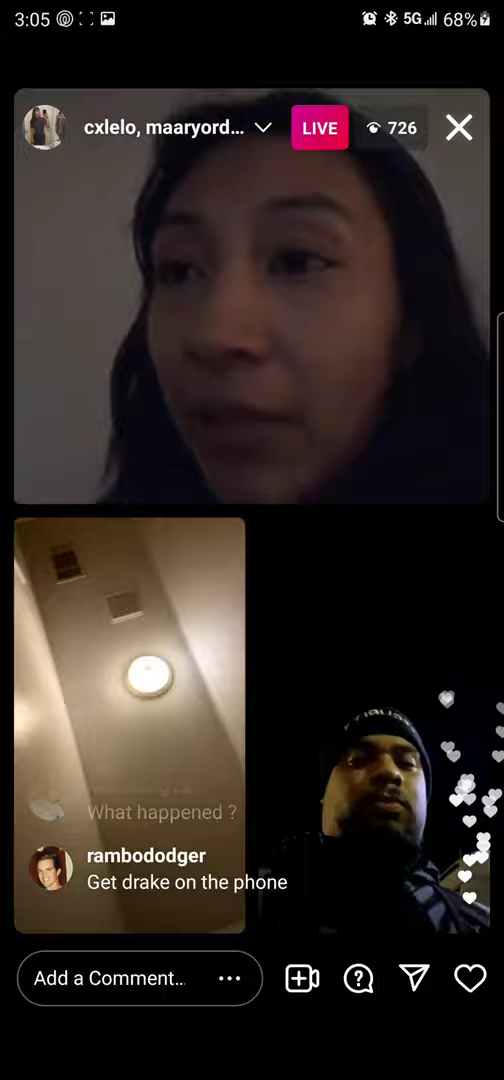 3:05 5G 68%
cxlelo, maaryord... LIVE 726
What happened ?
rambododger
Get drake on the phone
Add a Comment...